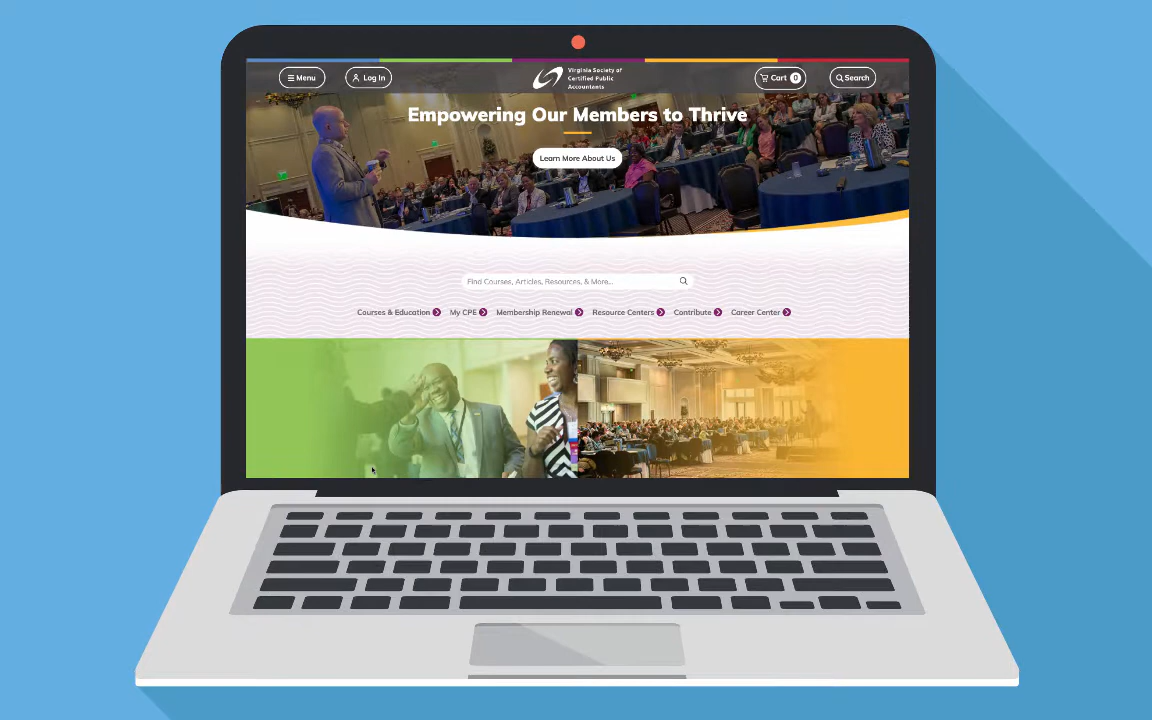 Menu
Log In
Virginia Society of
Certified Public
Accountants
Cart 0
Search
Empowering Our Members to Thrive
Learn More About Us
Find Courses, Articles, Resources, & More...
Courses & Education
My CPE
Membership Renewal
Resource Centers
Contribute
Career Center